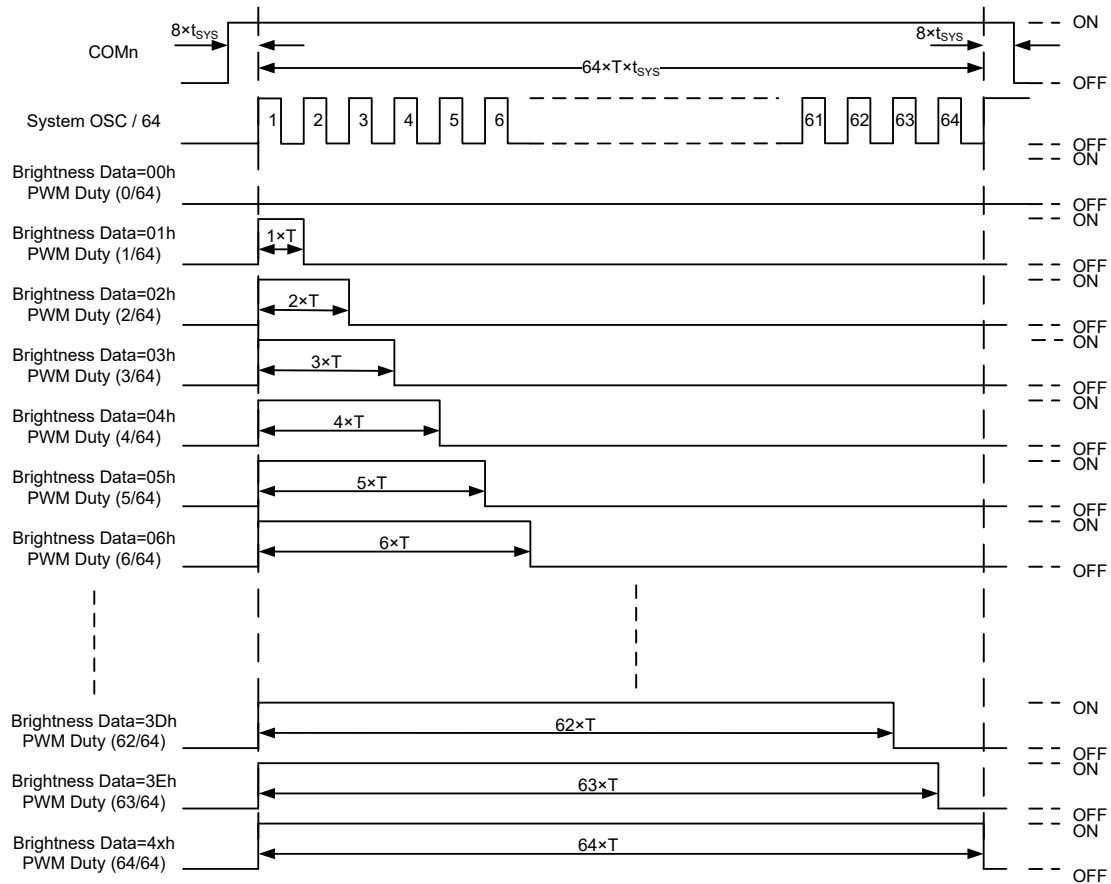 ON
8×tSYS
8×tSYS
COMn
64×T×tSYS
OFF
System OSC / 64
1 2 3 4 5 6 61 62 63 64
OFF
ON
Brightness Data=00h
PWM Duty (0/64)
OFF
ON
Brightness Data=01h
PWM Duty (1/64)
1×T
OFF
ON
Brightness Data=02h
PWM Duty (2/64)
2×T
OFF
ON
Brightness Data=03h
PWM Duty (3/64)
3×T
OFF
ON
Brightness Data=04h
PWM Duty (4/64)
4×T
OFF
ON
Brightness Data=05h
PWM Duty (5/64)
5×T
OFF
ON
Brightness Data=06h
PWM Duty (6/64)
6×T
OFF
ON
Brightness Data=3Dh
PWM Duty (62/64)
62×T
OFF
ON
Brightness Data=3Eh
PWM Duty (63/64)
63×T
OFF
ON
Brightness Data=4xh
PWM Duty (64/64)
64×T
OFF